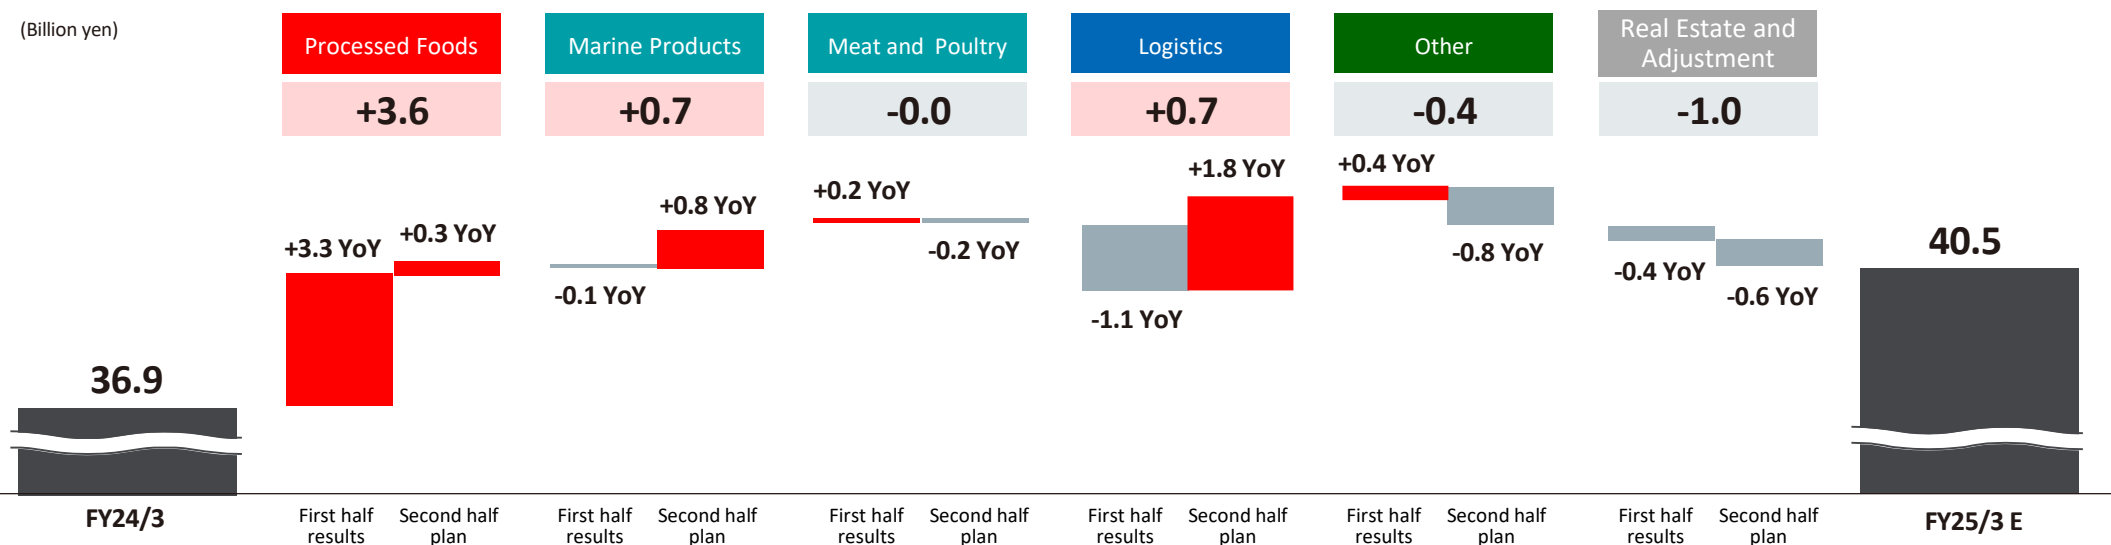 (Billion yen)
Processed Foods
Marine Products
Meat and Poultry
Logistics
Other
Real Estate and
Adjustment
+3.6
+0.7
-0.0
+0.7
-0.4
-1.0
+3.3 YoY
+0.3 YoY
-0.1 YoY
+0.8 YoY
+0.2 YoY
-0.2 YoY
-1.1 YoY
+1.8 YoY
+0.4 YoY
-0.8 YoY
-0.4 YoY
-0.6 YoY
36.9
40.5
FY24/3
First half
results
Second half
plan
First half
results
Second half
plan
First half
results
Second half
plan
First half
results
Second half
plan
First half
results
Second half
plan
First half
results
Second half
plan
FY25/3 E